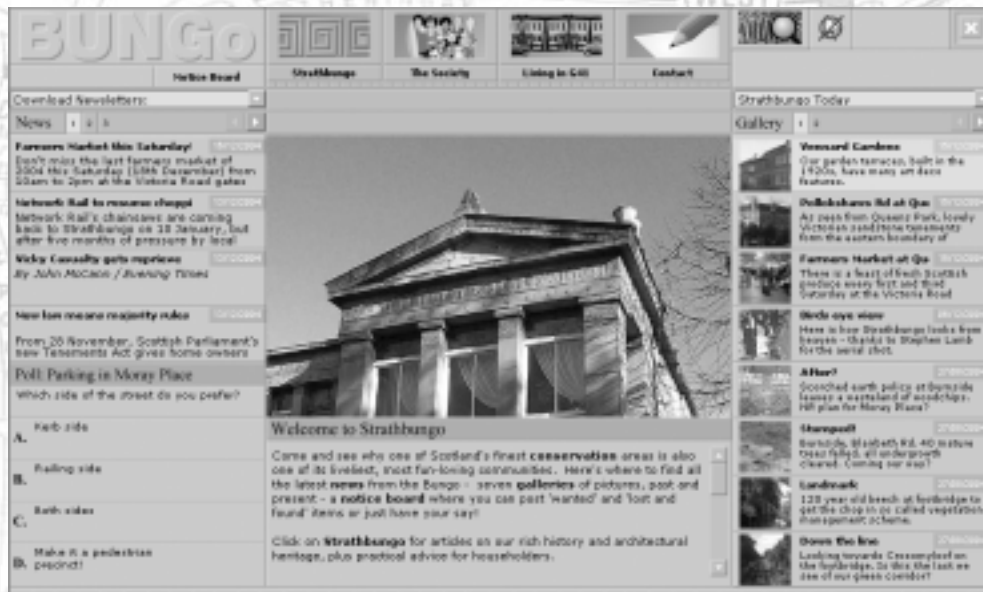 BUNGo
Notice Board
Strathbungo
The Society
Living in G41
Contact
Download Newsletters:
News 1 2 3
Farmers Market this Saturday!
Don't miss the last farmers market of
2004 this Saturday (18th December) from
10am to 2pm at the Victoria Road gates
Network Rail to resume choppi
Network Rail's chainsaws are coming
back to Strathbungo on 10 January, but
after five months of pressure by local
Vicky Casualty gets reprieve
By John McCann / Evening Times
New law means majority rules
From 28 November, Scottish Parliament's
new Tenements Act gives home owners
Poll: Parking in Moray Place
Which side of the street do you prefer?
A. Kerb side
B. Railing side
C. Both sides
D. Make it a pedestrian
precinct!
Welcome to Strathbungo
Come and see why one of Scotland's finest conservation areas is also
one of its liveliest, most fun-loving communities. Here's where to find all
the latest news from the Bungo - seven galleries of pictures, past and
present - a notice board where you can post 'wanted' and 'lost and
found' items or just have your say!
Click on Strathbungo for articles on our rich history and architectural
heritage, plus practical advice for householders.
Strathbungo Today
Gallery 1 2
Vennard Gardens
Our garden terraces, built in the
1920s, have many art deco
features.
Pollokshaws Rd at Que
As seen from Queens Park, lovely
Victorian sandstone tenements
form the eastern boundary of
Farmers Market at Qu
There is a feast of fresh Scottish
produce every first and third
Saturday at the Victoria Road
Birds eye view
Here is how Strathbungo looks from
heaven - thanks to Stephen Lamb
for the aerial shot.
After?
Scorched earth policy at Burnside
leaves a wasteland of woodchips.
NR plan for Moray Place?
Stumped!
Burnside, Blanbeth Rd. 40 mature
trees felled, all undergrowth
cleared. Coming our way?
Landmark
120 year old beech at footbridge to
get the chop in so called vegetation
management scheme.
Down the line
Looking towards Crossmyloof on
the footbridge. Is this the last we
see of our green corridor?